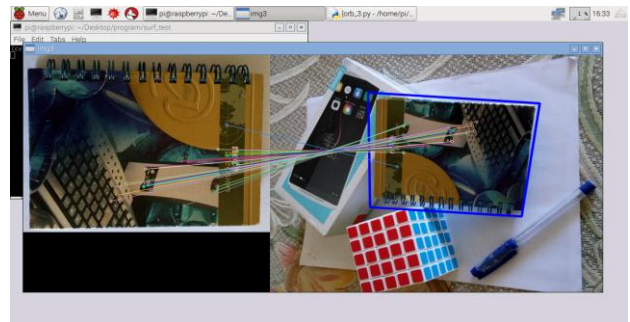 Menu
pi@raspberrypi: ~/De...
img3
orb_3.py - /home/pi/...
1 %
16:33
pi@raspberrypi: ~/Desktop/program/surf_test
File Edit Tabs Help
img3